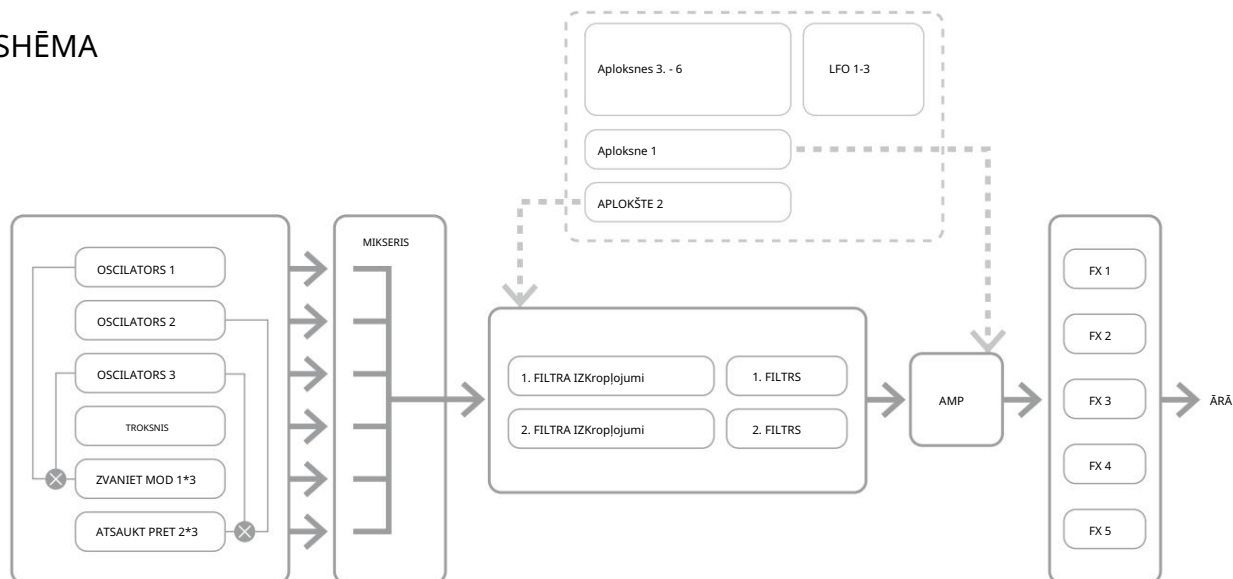 SHĒMA
Aploksnes 3. - 6
LFO 1-3
Aploksne 1
APLOKŠTE 2
OSCILATORS 1
OSCILATORS 2
OSCILATORS 3
TROKSNIS
ZVANIET MOD 1*3
ATSAUKT PRET 2*3
MIKSERIS
1. FILTRA IZKropļojumi
1. FILTRS
2. FILTRA IZKropļojumi
2. FILTRS
AMP
FX 1
FX 2
FX 3
FX 4
FX 5
ĀRĀ